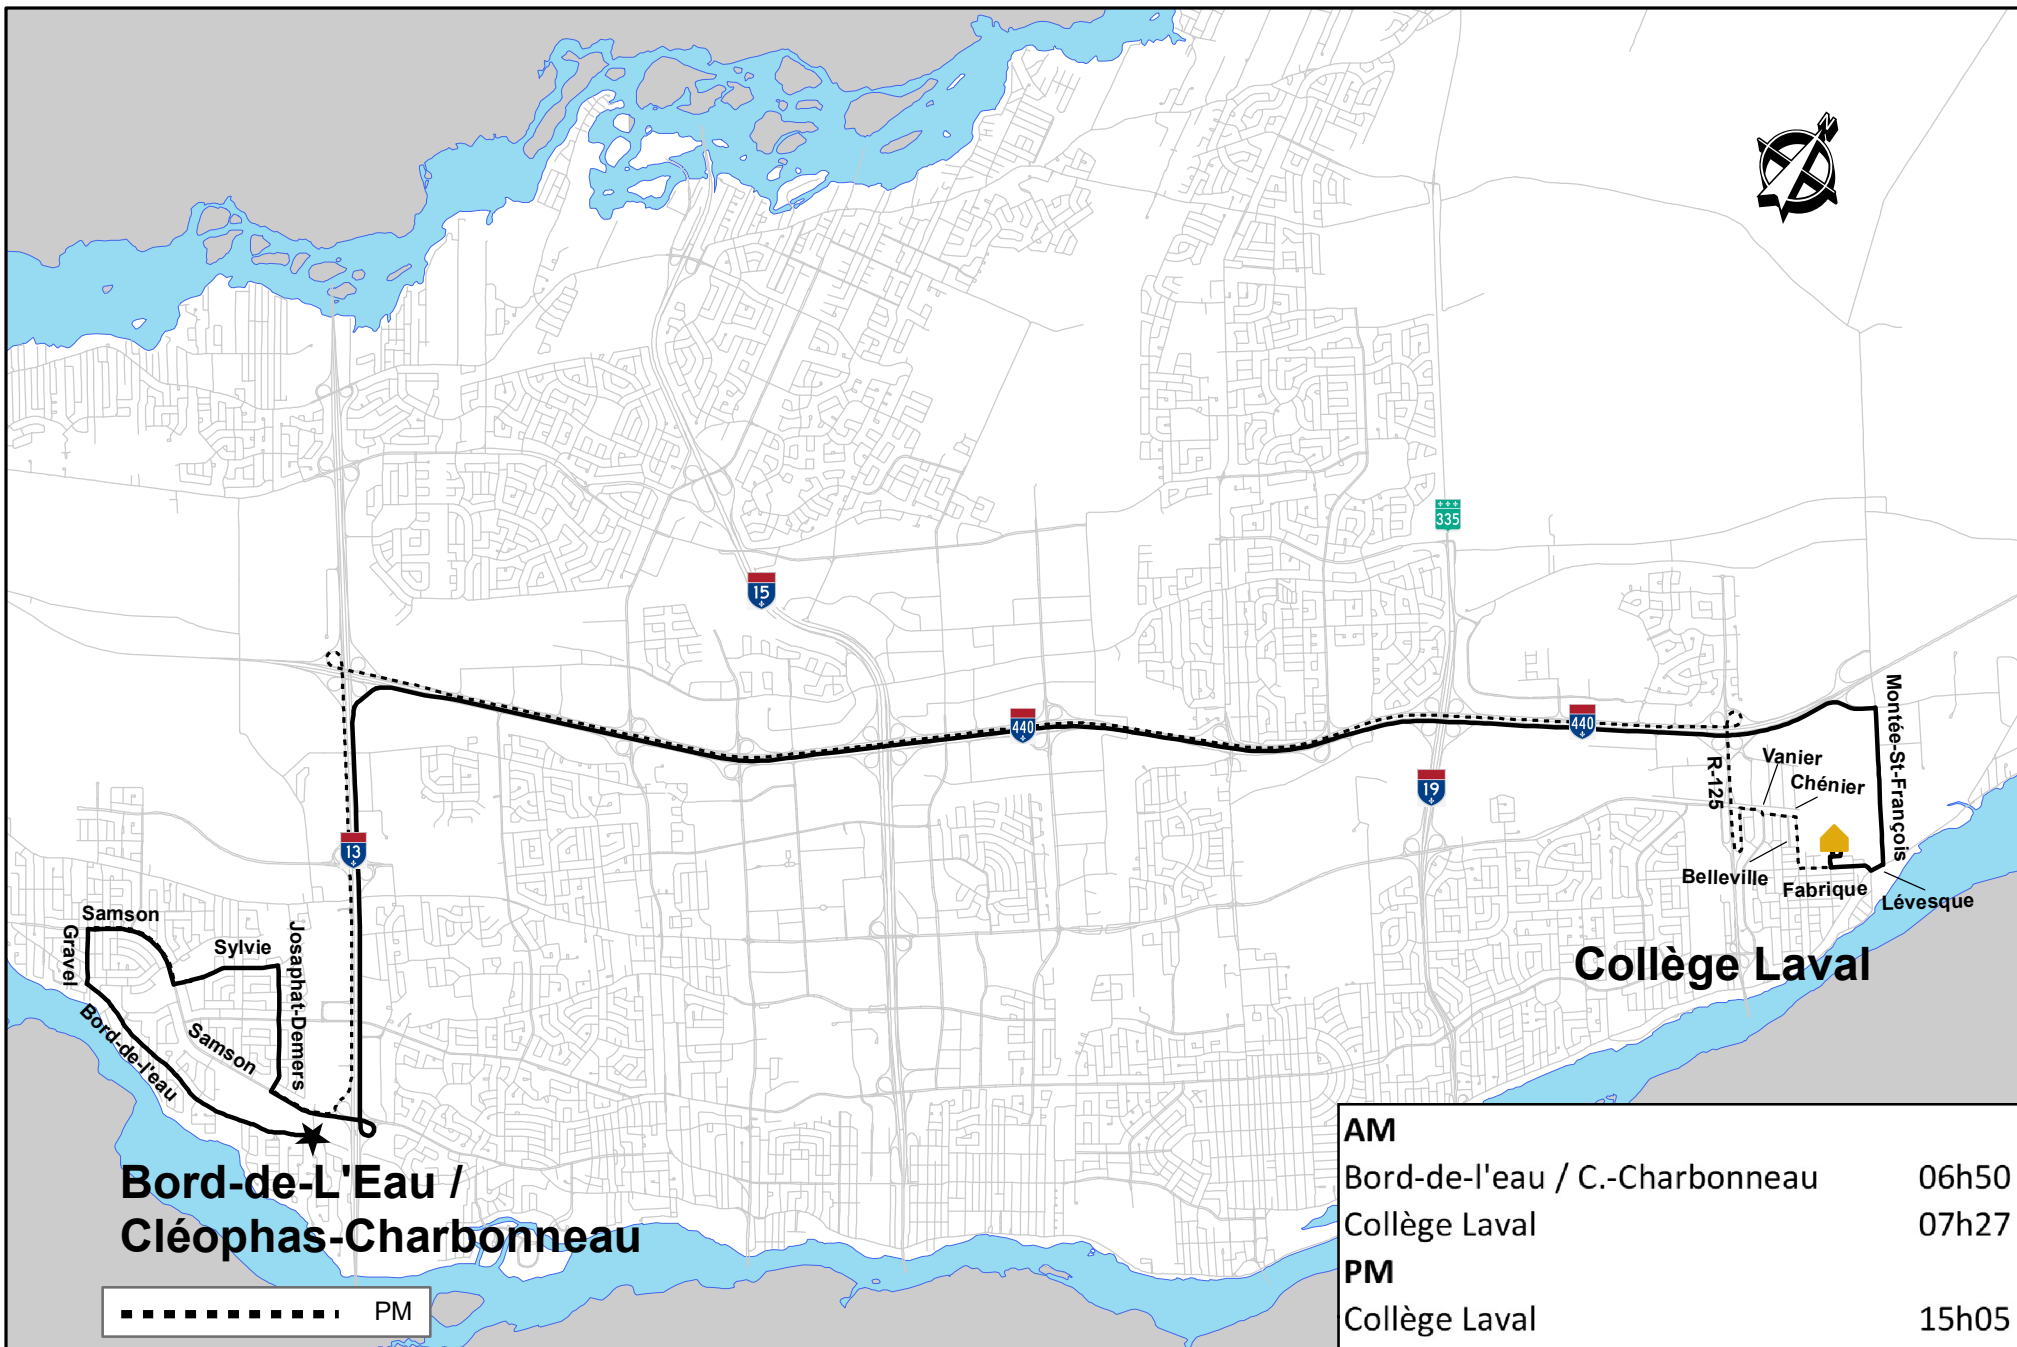 N
335
15
440
440
19
13
Montée-St-François
R-125
Vanier
Chénier
Belleville
Fabrique
Lévesque
Collège Laval
Samson
Gravel
Sylvie
Josaphat-Demers
Samson
Bord-de-l'eau
Bord-de-L'Eau /
Cléophas-Charbonneau
PM
AM
Bord-de-l'eau / C.-Charbonneau 06h50
Collège Laval 07h27
PM
Collège Laval 15h05